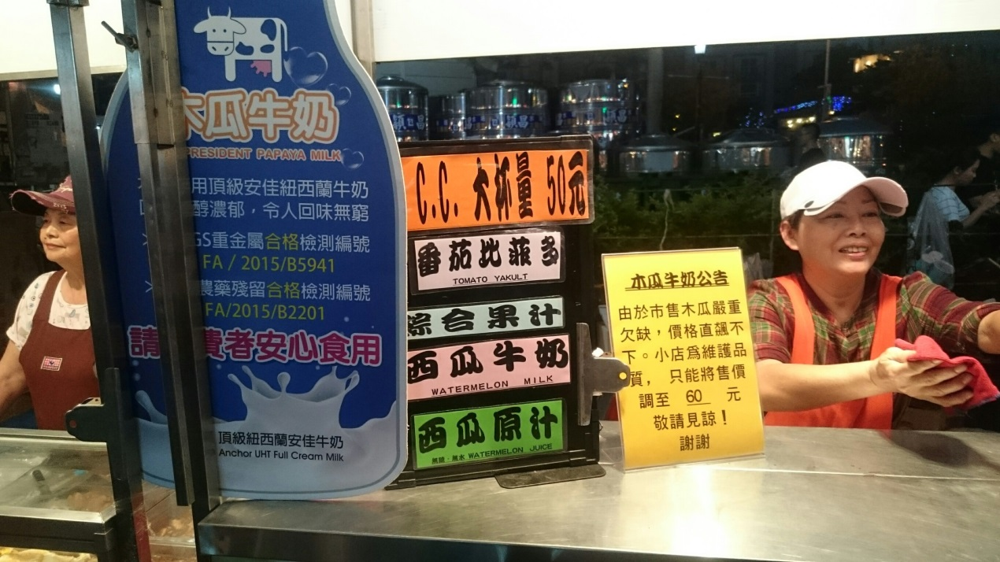 木瓜牛奶
PRESIDENT PAPAYA MILK
用頂級安佳紐西蘭牛奶
醇濃郁，令人回味無窮
GS重金屬合格檢測編號
FA / 2015/B5941
農藥殘留合格檢測編號
FA/2015/B2201
請 費者安心食用
頂級紐西蘭安佳牛奶
Anchor UHT Full Cream Milk
C.C. 大杯量 50元
番茄比菲多
TOMATO YAKULT
綜合果汁
西瓜牛奶
WATERMELON MILK
西瓜原汁
無糖·無水 WATERMELON JUICE
木瓜牛奶公告
由於市售木瓜嚴重
欠缺，價格直飆不
下。小店爲維護品
質， 只能將售價
調至 60 元
敬請見諒！
謝謝